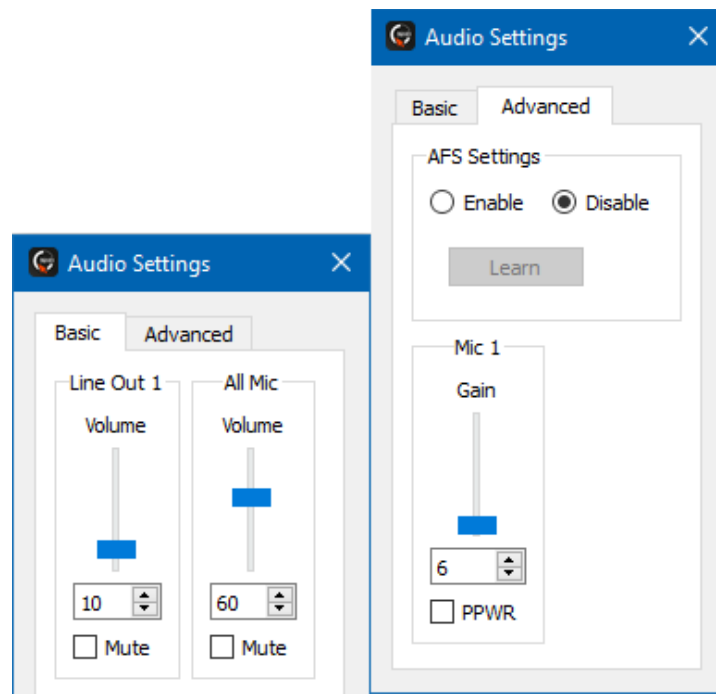 Audio Settings
Basic
Advanced
Line Out 1
All Mic
Volume
Volume
10
60
Mute
Mute
Audio Settings
Basic
Advanced
AFS Settings
Enable
Disable
Learn
Mic 1
Gain
6
PPWR